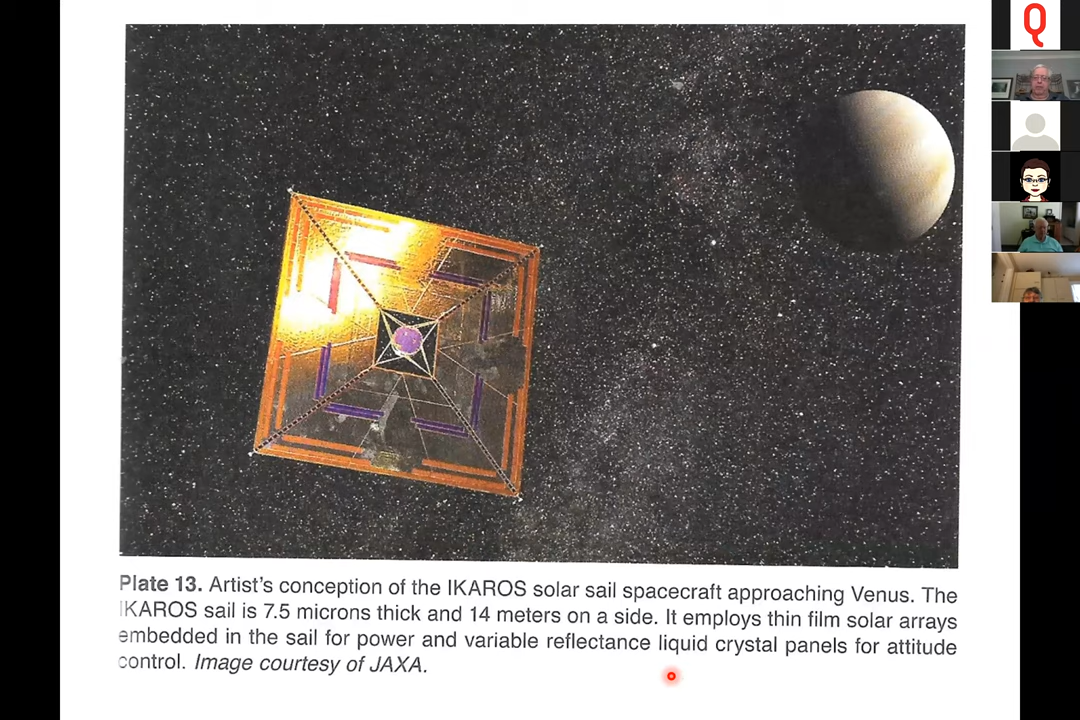 Q
Plate 13. Artist's conception of the IKAROS solar sail spacecraft approaching Venus. The
IKAROS sail is 7.5 microns thick and 14 meters on a side. It employs thin film solar arrays
embedded in the sail for power and variable reflectance liquid crystal panels for attitude
control. Image courtesy of JAXA.